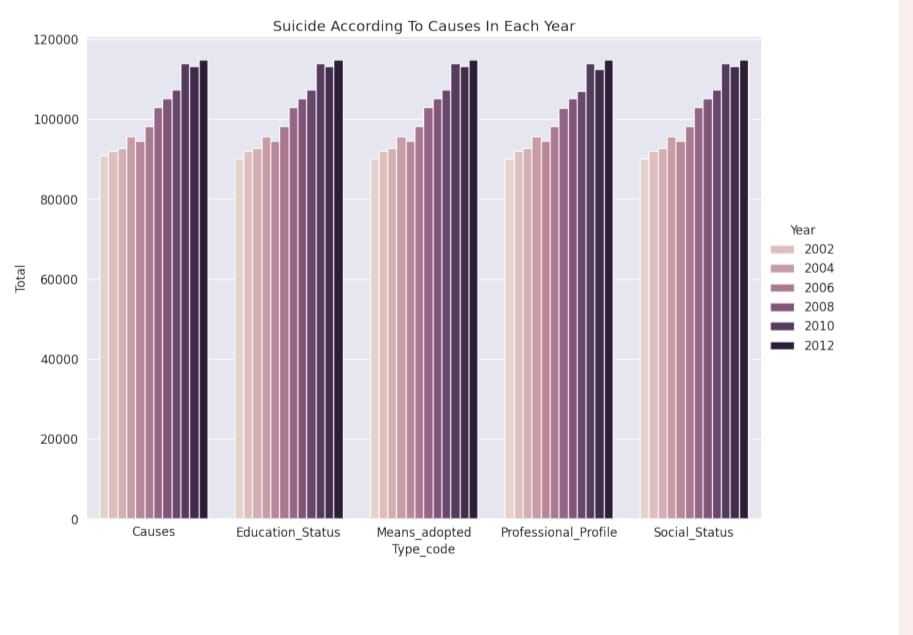 Suicide According To Causes In Each Year
120000
100000
80000
60000
40000
20000
0
Total
Causes
Education_Status
Means_adopted
Professional_Profile
Social_Status
Type_code
Year
2002
2004
2006
2008
2010
2012